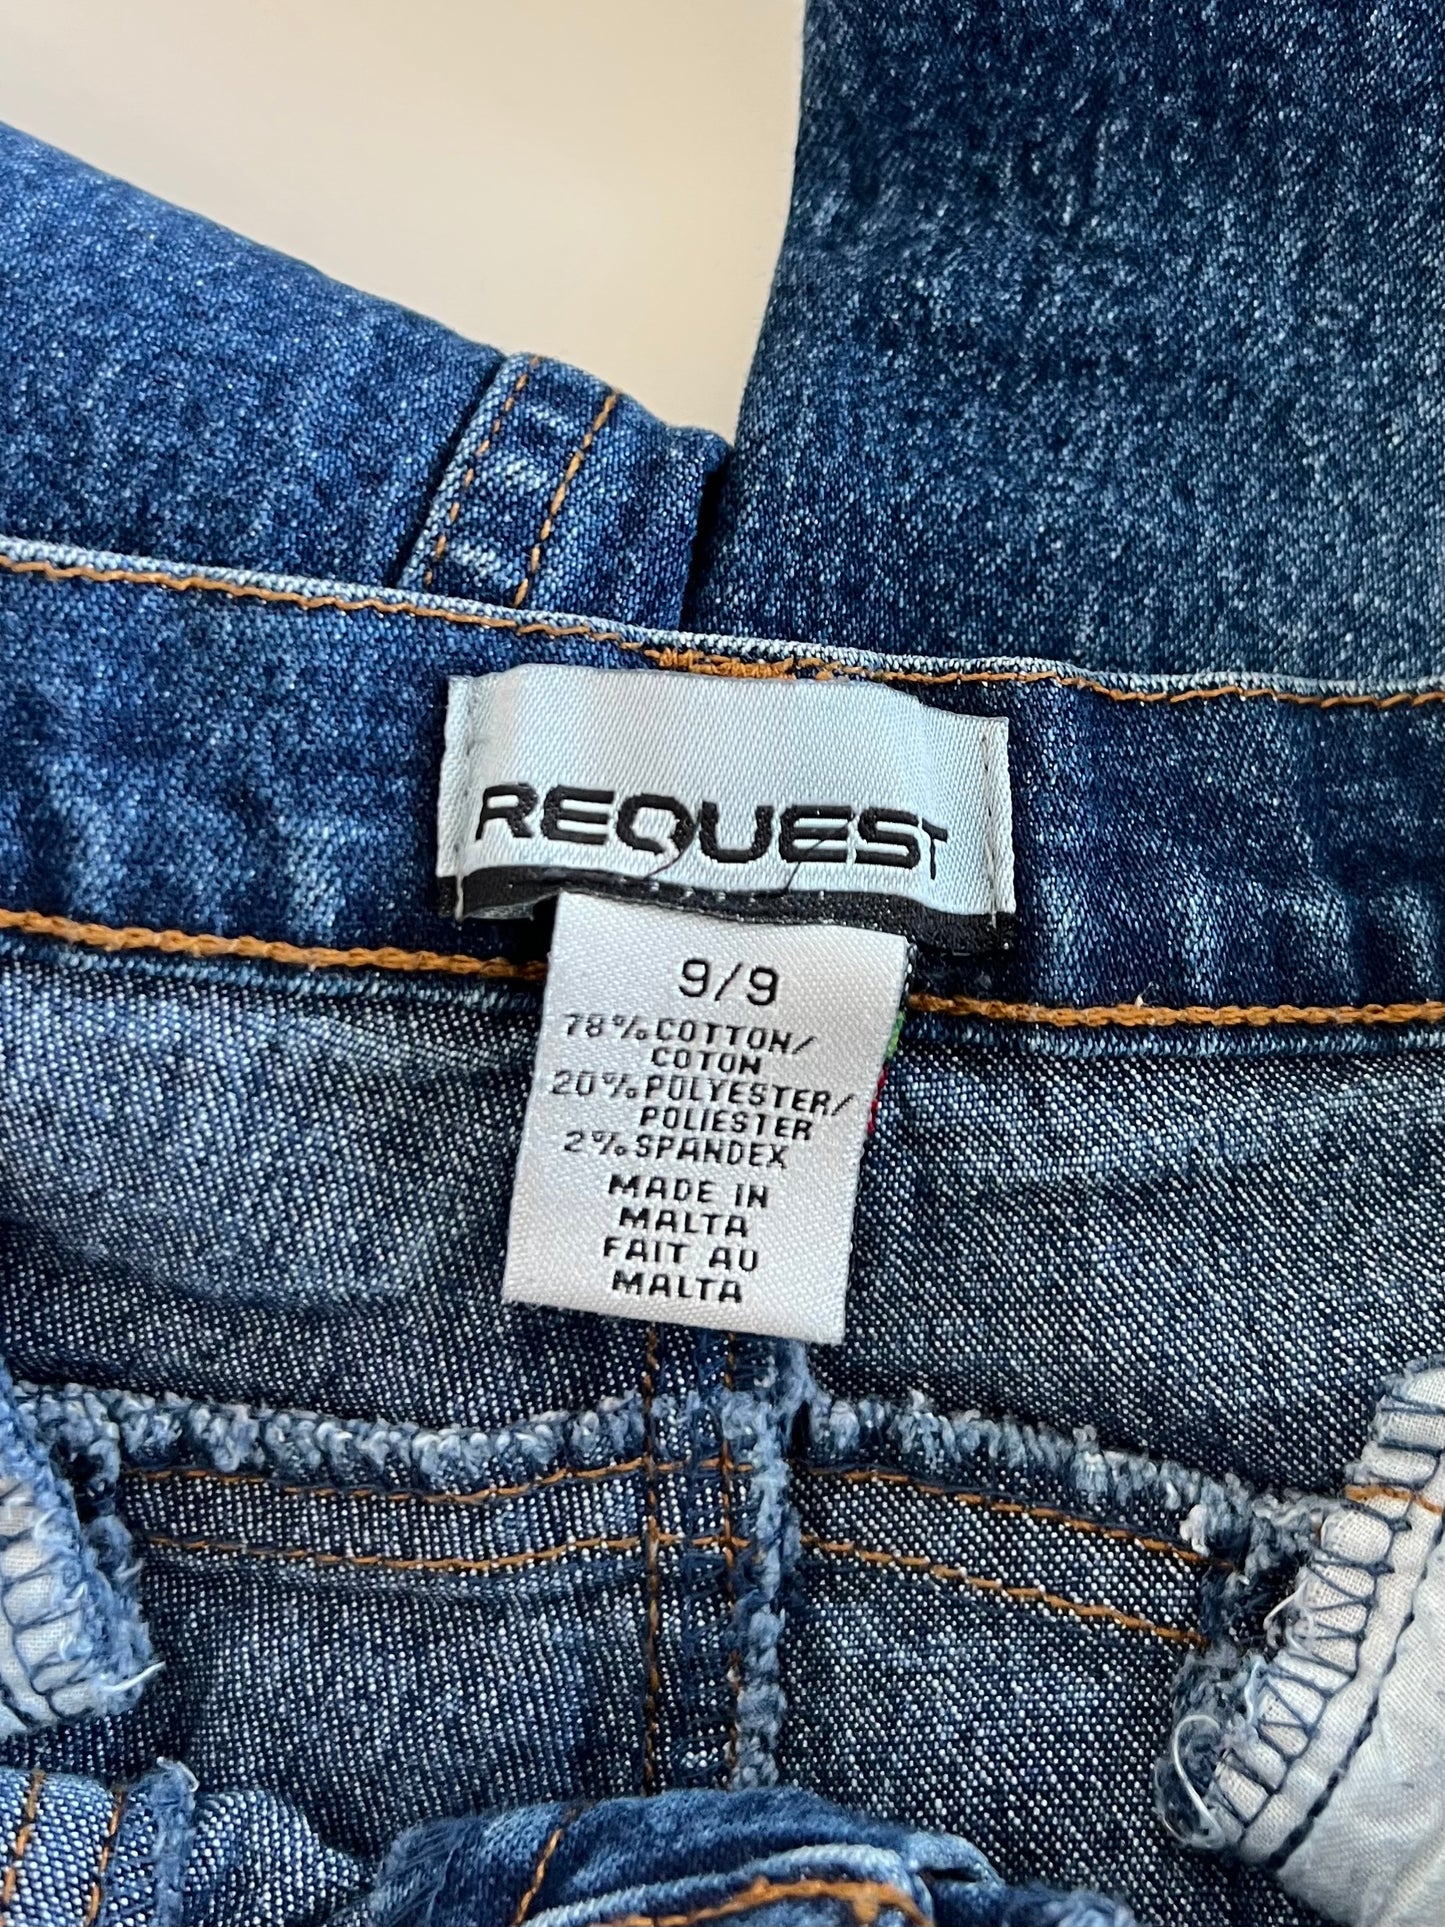 REQUEST
9/9
78% COTTON/
COTON
20% POLYESTER/
POLIESTER
2% SPANDEX
MADE IN
MALTA
FAIT AU
MALTA